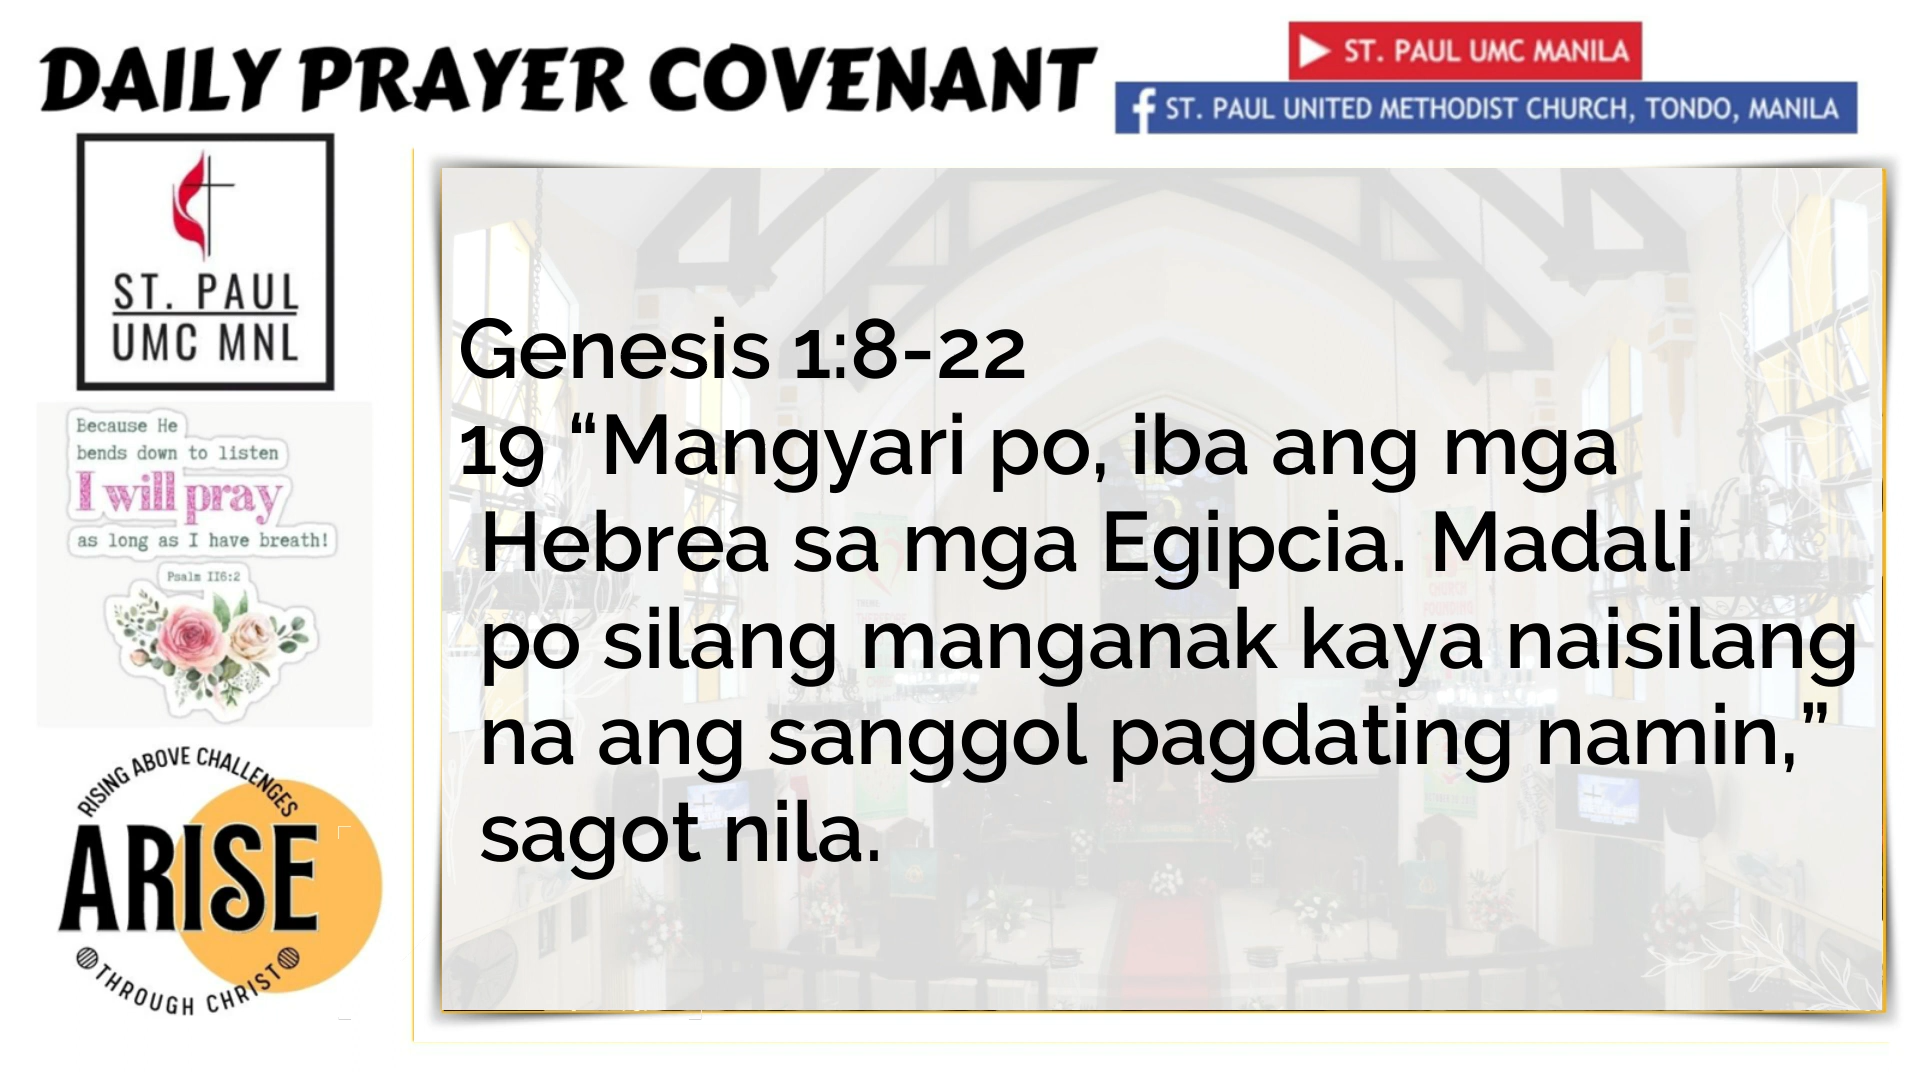 DAILY PRAYER COVENANT
ST. PAUL UMC MANILA
f ST. PAUL UNITED METHODIST CHURCH, TONDO, MANILA
ST. PAUL
UMC MNL
Because He
bends down to listen
I will pray
as long as I have breath!
Psalm 116:2
RISING ABOVE CHALLENGES
ARISE
THROUGH CHRIST
Genesis 1:8-22
19 “Mangyari po, iba ang mga
Hebrea sa mga Egipcia. Madali
po silang manganak kaya naisilang
na ang sanggol pagdating namin,”
sagot nila.